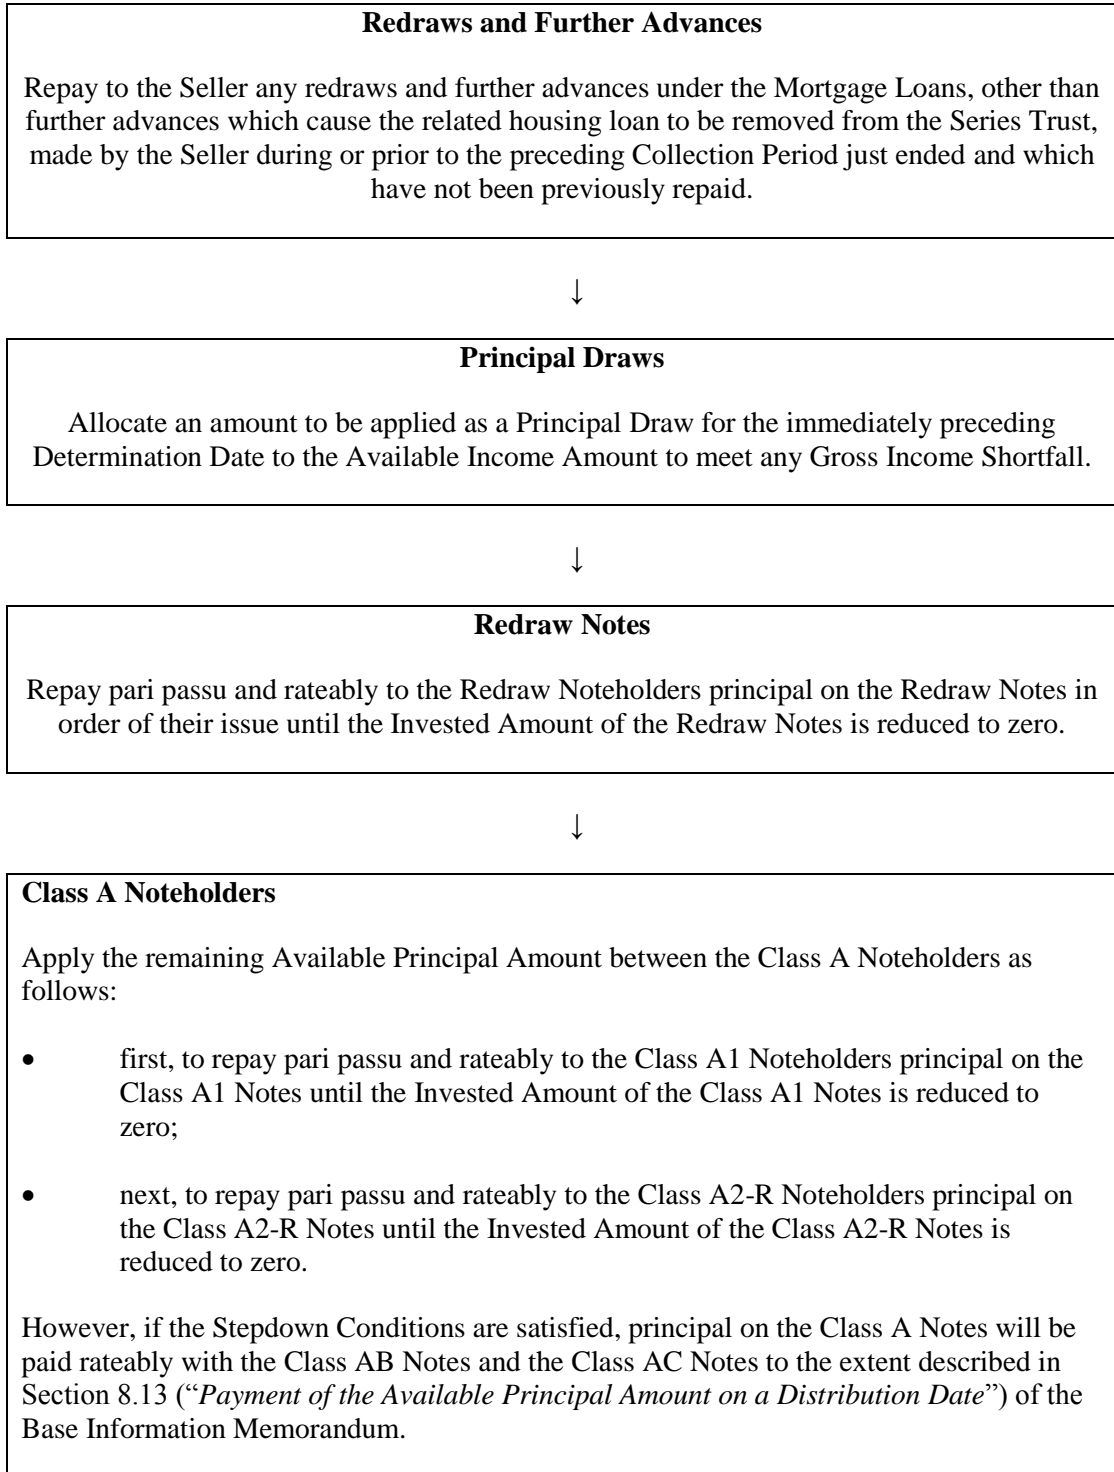 Redraws and Further Advances
Repay to the Seller any redraws and further advances under the Mortgage Loans, other than
further advances which cause the related housing loan to be removed from the Series Trust,
made by the Seller during or prior to the preceding Collection Period just ended and which
have not been previously repaid.
↓
Principal Draws
Allocate an amount to be applied as a Principal Draw for the immediately preceding
Determination Date to the Available Income Amount to meet any Gross Income Shortfall.
↓
Redraw Notes
Repay pari passu and rateably to the Redraw Noteholders principal on the Redraw Notes in
order of their issue until the Invested Amount of the Redraw Notes is reduced to zero.
↓
Class A Noteholders
Apply the remaining Available Principal Amount between the Class A Noteholders as
follows:
• first, to repay pari passu and rateably to the Class A1 Noteholders principal on the
Class A1 Notes until the Invested Amount of the Class A1 Notes is reduced to
zero;
• next, to repay pari passu and rateably to the Class A2-R Noteholders principal on
the Class A2-R Notes until the Invested Amount of the Class A2-R Notes is
reduced to zero.
However, if the Stepdown Conditions are satisfied, principal on the Class A Notes will be
paid rateably with the Class AB Notes and the Class AC Notes to the extent described in
Section 8.13 (“Payment of the Available Principal Amount on a Distribution Date”) of the
Base Information Memorandum.